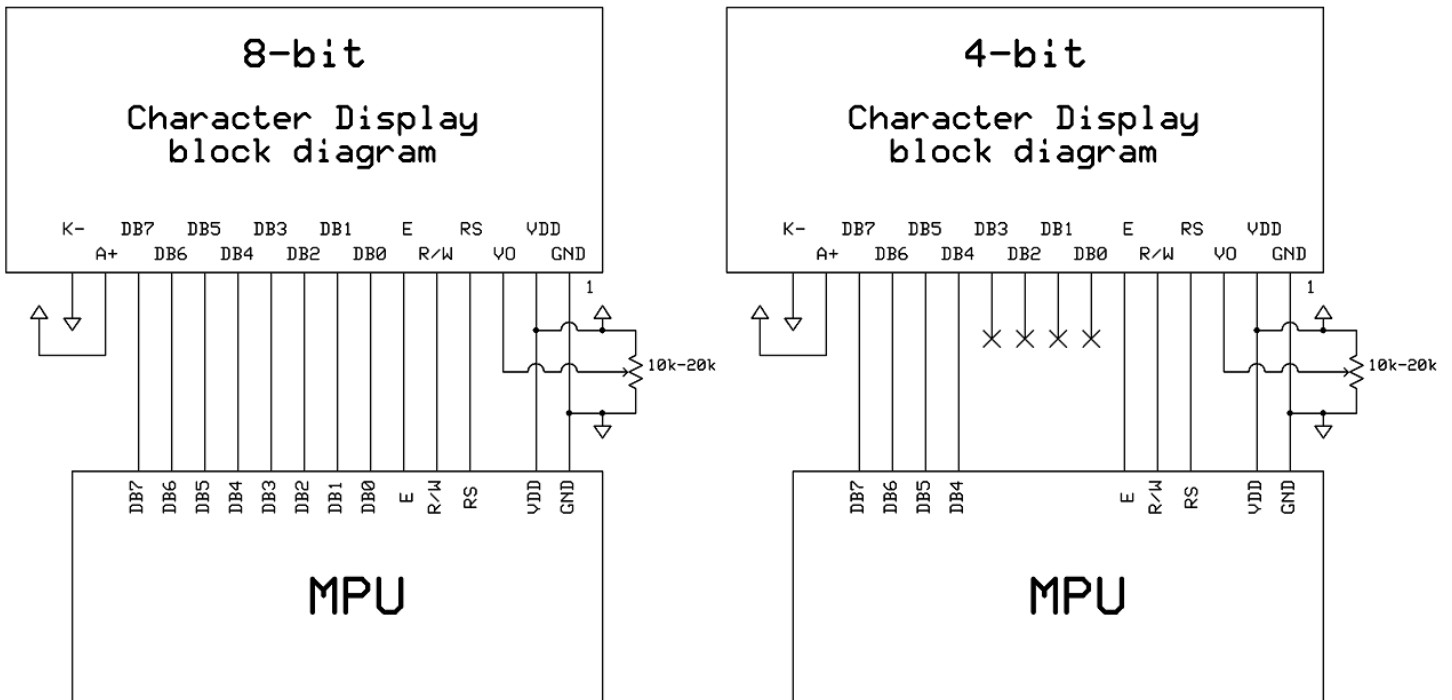 8-bit
Character Display
block diagram
K- DB7 DB5 DB3 DB1 E RS VDD
A+ DB6 DB4 DB2 DB0 R/W VO GND
1
10k-20k
DB7 DB6 DB5 DB4 DB3 DB2 DB1 DB0 E R/W RS VDD GND
MPU
4-bit
Character Display
block diagram
K- DB7 DB5 DB3 DB1 E RS VDD
A+ DB6 DB4 DB2 DB0 R/W VO GND
1
10k-20k
DB7 DB6 DB5 DB4 E R/W RS VDD GND
MPU